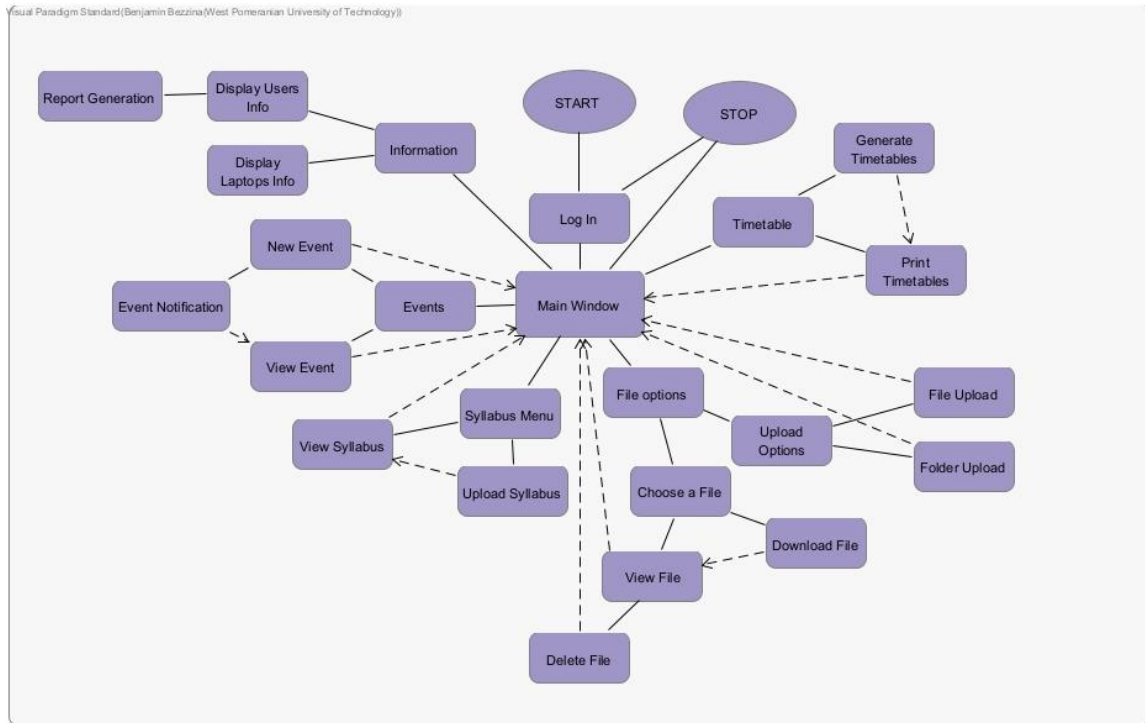 Visual Paradigm Standard(Benjamin Bezzina(West Pomeranian University of Technology))
Report Generation
Display Users
Info
START
STOP
Information
Display
Laptops Info
Generate
Timetables
Log In
Timetable
New Event
Print
Timetables
Event Notification
Events
Main Window
View Event
File options
File Upload
Syllabus Menu
View Syllabus
Upload
Options
Folder Upload
Upload Syllabus
Choose a File
Download File
View File
Delete File